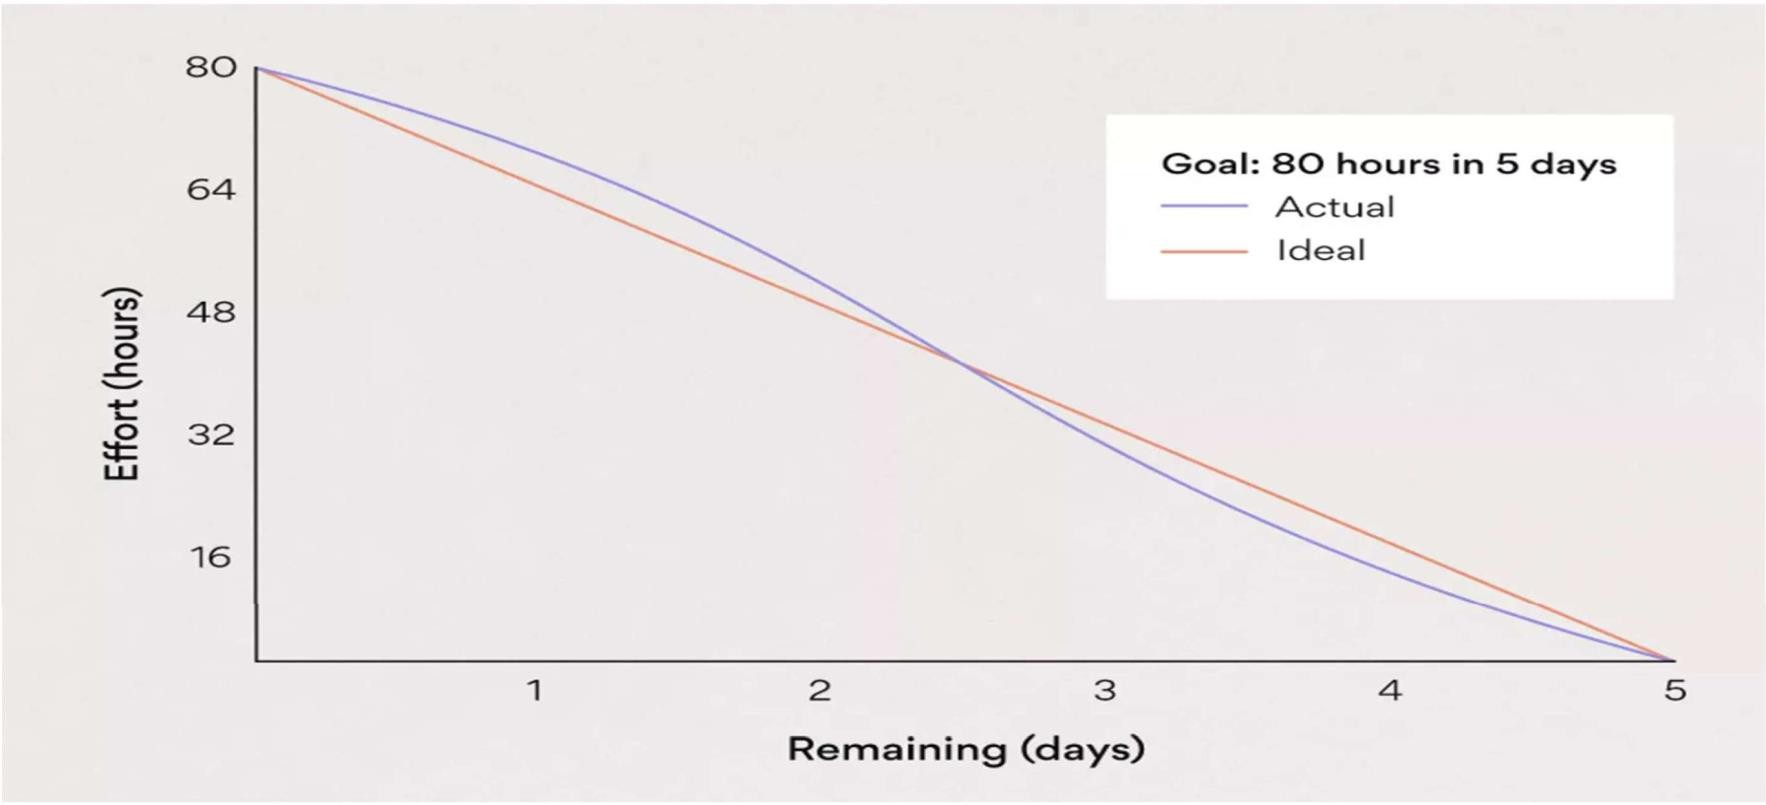 80
64
48
32
16
Effort (hours)
Goal: 80 hours in 5 days
Actual
Ideal
1 2 3 4 5
Remaining (days)